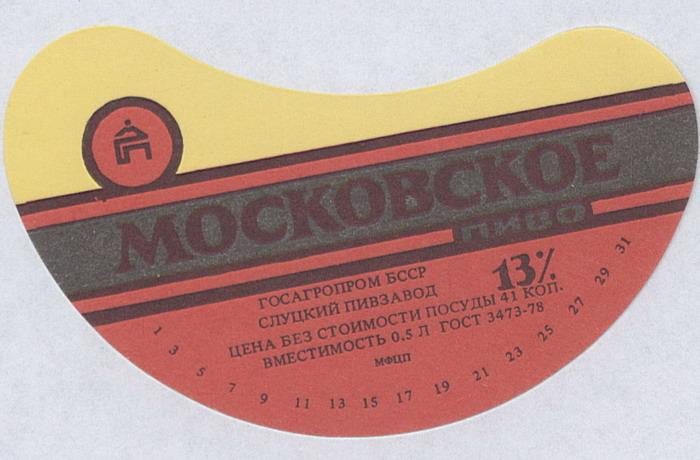 МОСКОВСКОЕ
ПИВО
13%
ГОСАГРОПРОМ БССР
СЛУЦКИЙ ПИВЗАВОД
ЦЕНА БЕЗ СТОИМОСТИ ПОСУДЫ 41 КОП.
ВМЕСТИМОСТЬ 0.5 Л ГОСТ 3473-78
МФЦП
1 3 5 7 9 11 13 15 17 19 21 23 25 27 29 31